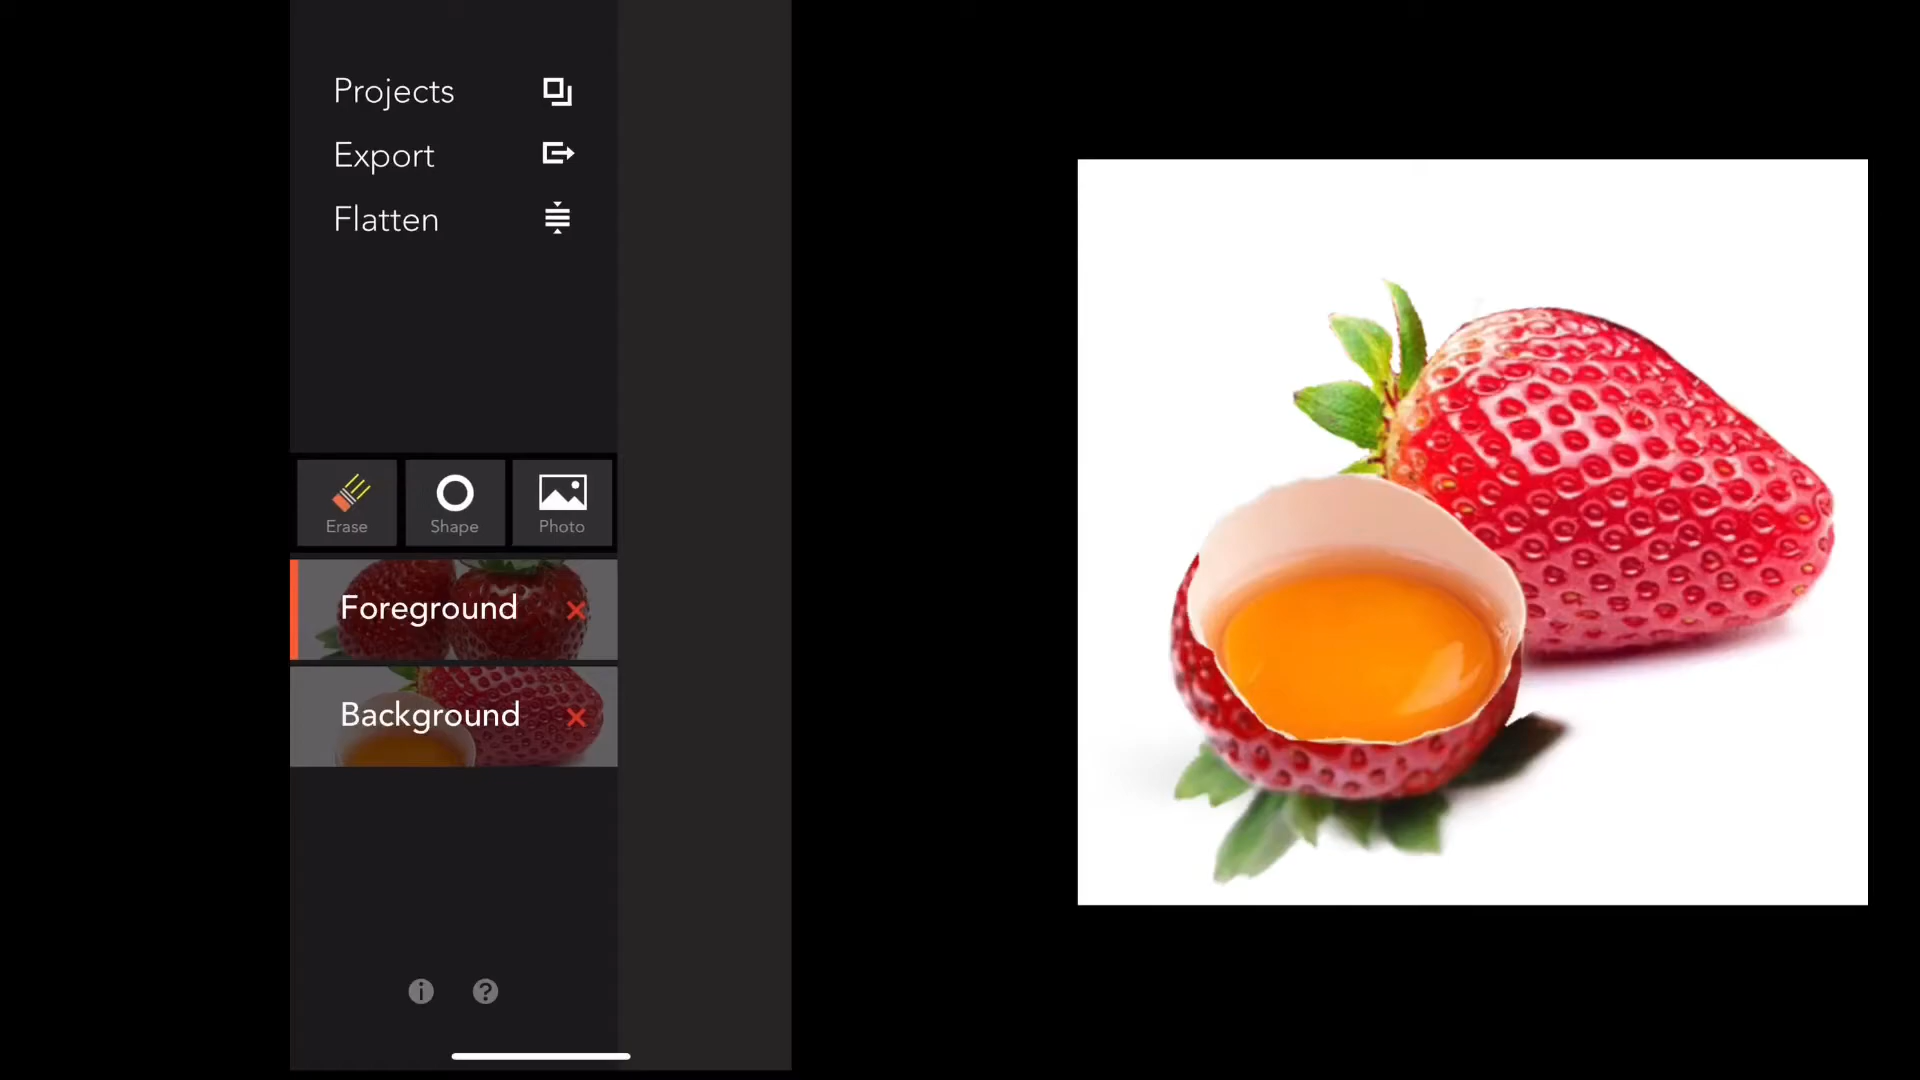 Projects
Export
Flatten
Erase
Shape
Photo
Foreground
Background